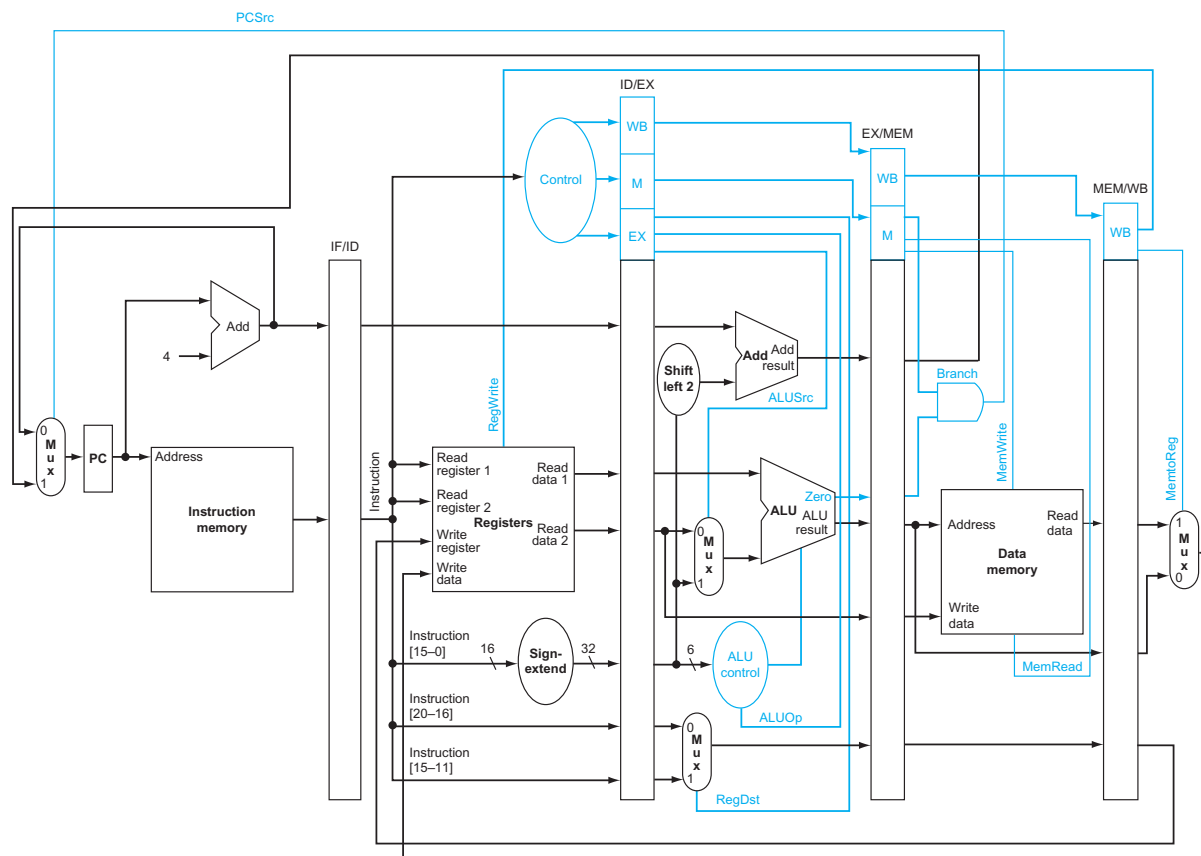 PCSrc
ID/EX
WB
EX/MEM
Control
M
WB
MEM/WB
EX
M
WB
IF/ID
Add
4
Add
Add
result
Shift
left 2
Branch
ALUSrc
RegWrite
MemWrite
MemtoReg
0
M
u
x
1
PC
Address
Instruction
memory
Instruction
Read
register 1
Read
data 1
Read
register 2
Registers
Write
register
Read
data 2
Write
data
0
M
u
x
1
Zero
ALU
ALU
result
Address
Read
data
Data
memory
Write
data
1
M
u
x
0
Instruction
[15–0]
16
Sign-
extend
32
6
ALU
control
MemRead
Instruction
[20–16]
ALUOp
0
M
u
x
1
Instruction
[15–11]
RegDst